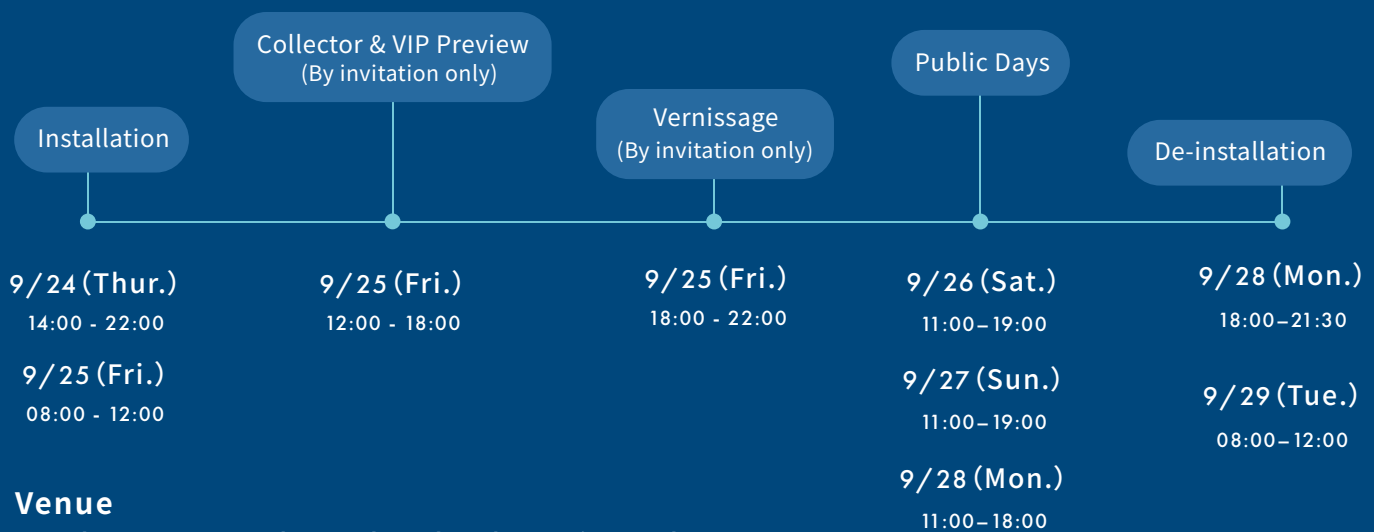 Installation
9/24 (Thur.)
14:00 - 22:00
9/25 (Fri.)
08:00 - 12:00
Collector & VIP Preview
(By invitation only)
9/25 (Fri.)
12:00 - 18:00
Vernissage
(By invitation only)
9/25 (Fri.)
18:00 - 22:00
Public Days
9/26 (Sat.)
11:00–19:00
9/27 (Sun.)
11:00–19:00
9/28 (Mon.)
11:00–18:00
De-installation
9/28 (Mon.)
18:00–21:30
9/29 (Tue.)
08:00–12:00
Venue